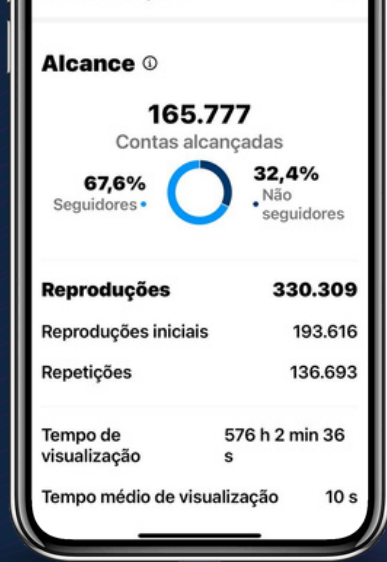 Alcance ⓘ
165.777
Contas alcançadas
67,6%
Seguidores
32,4%
Não
seguidores
Reproduções 330.309
Reproduções iniciais 193.616
Repetições 136.693
Tempo de 576 h 2 min 36
visualização s
Tempo médio de visualização 10 s